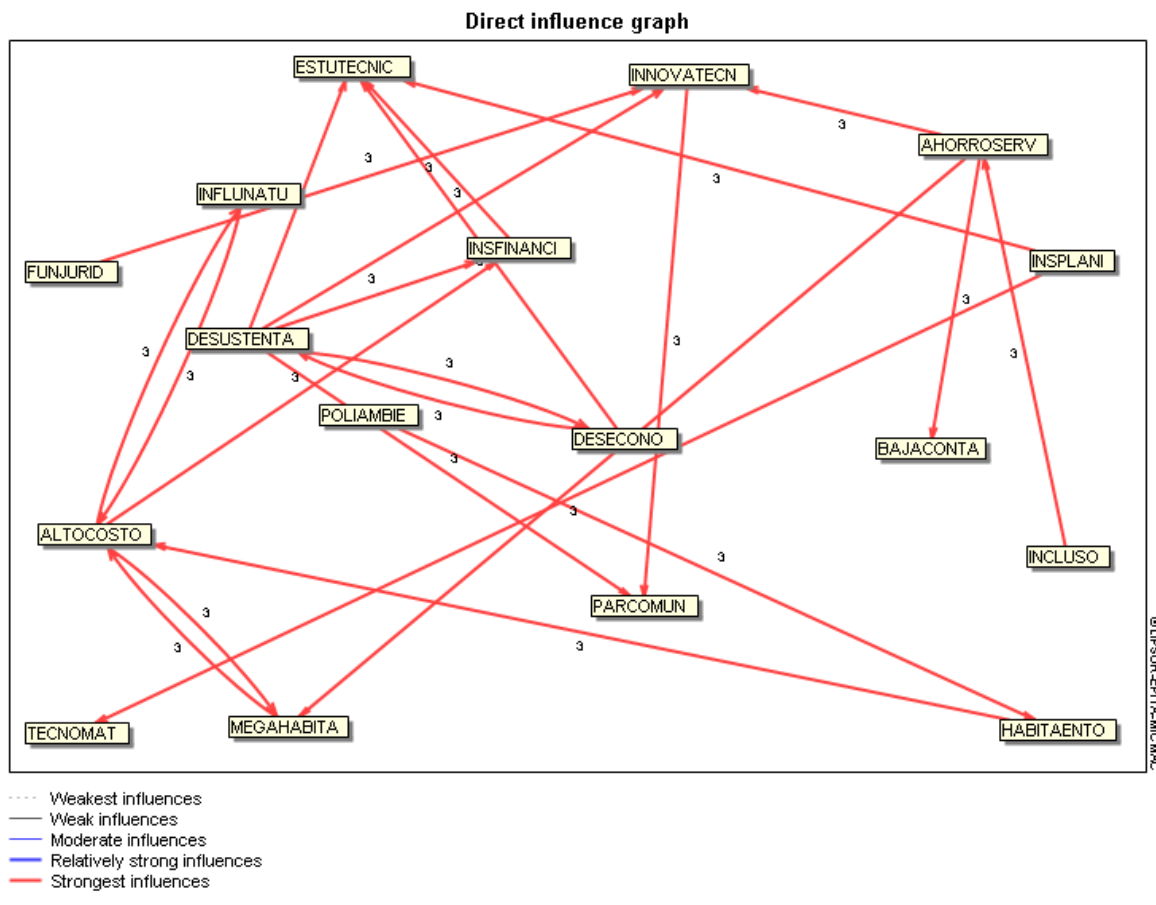 Direct influence graph
ESTUTECNIC
INNOVATECN
3
AHORROSERV
3
3
3
3
INFLUNATU
INSFINANCI
INSPLANI
FUNJURID
3
3
3
DESUSTENTA
3
3
3
3
3
3
POLIAMBIE
3
DESECONO
BAJACONTA
3
3
ALTOCOSTO
3
INCLUSO
PARCOMUN
3
3
3
TECNOMAT
MEGAHABITA
HABITAENTO
Weakest influences
Weak influences
Moderate influences
Relatively strong influences
Strongest influences